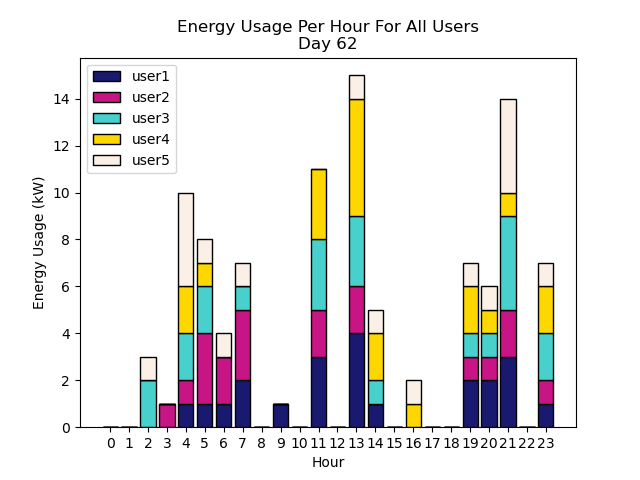 Energy Usage Per Hour For All Users
Day 62
user1
user2
user3
user4
user5
Energy Usage (kW)
14
12
10
8
6
4
2
0
0 1 2 3 4 5 6 7 8 9 10 11 12 13 14 15 16 17 18 19 20 21 22 23
Hour